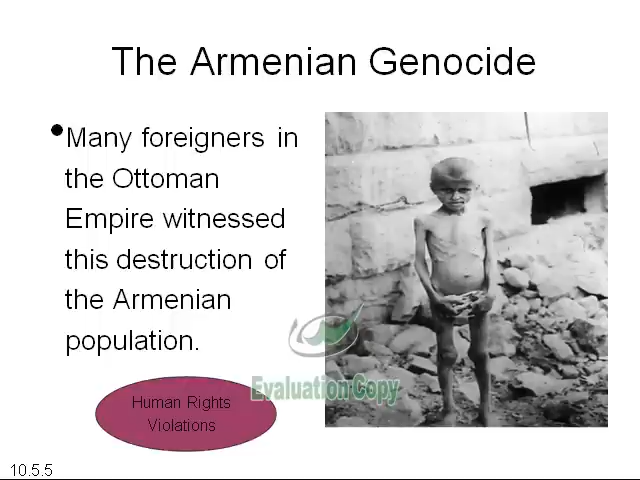 The Armenian Genocide
•Many foreigners in
the Ottoman
Empire witnessed
this destruction of
the Armenian
population.
Evaluation Copy
Human Rights
Violations
10.5.5